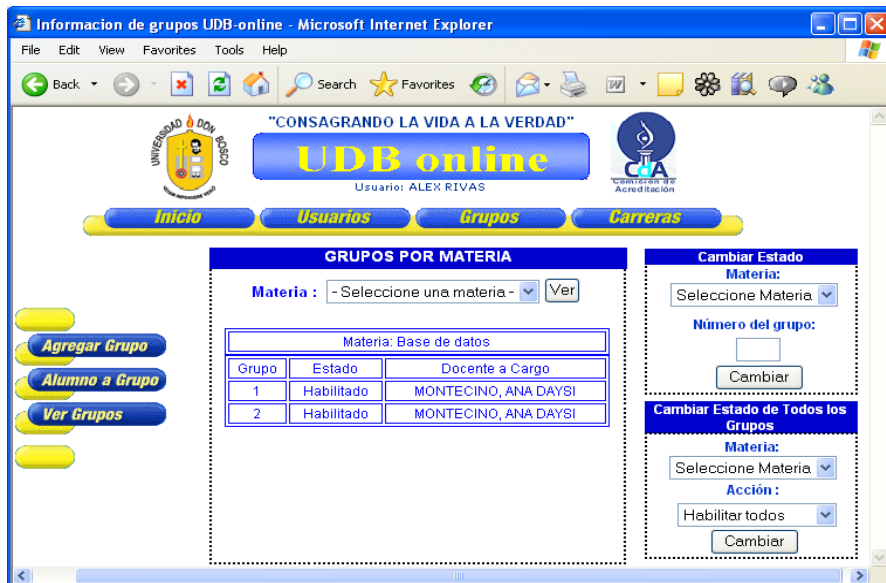 Informacion de grupos UDB-online - Microsoft Internet Explorer
File Edit View Favorites Tools Help
Back Search Favorites
"CONSAGRANDO LA VIDA A LA VERDAD"
UNIVERSIDAD DON BOSCO
UDB online
CdA
Comisión de
Acreditación
Usuario: ALEX RIVAS
Inicio Usuarios Grupos Carreras
Agregar Grupo
Alumno a Grupo
Ver Grupos
GRUPOS POR MATERIA
Materia : - Seleccione una materia - Ver
Materia: Base de datos
Grupo Estado Docente a Cargo
1 Habilitado MONTECINO, ANA DAYSI
2 Habilitado MONTECINO, ANA DAYSI
Cambiar Estado
Materia:
Seleccione Materia
Número del grupo:
Cambiar
Cambiar Estado de Todos los
Grupos
Materia:
Seleccione Materia
Acción :
Habilitar todos
Cambiar